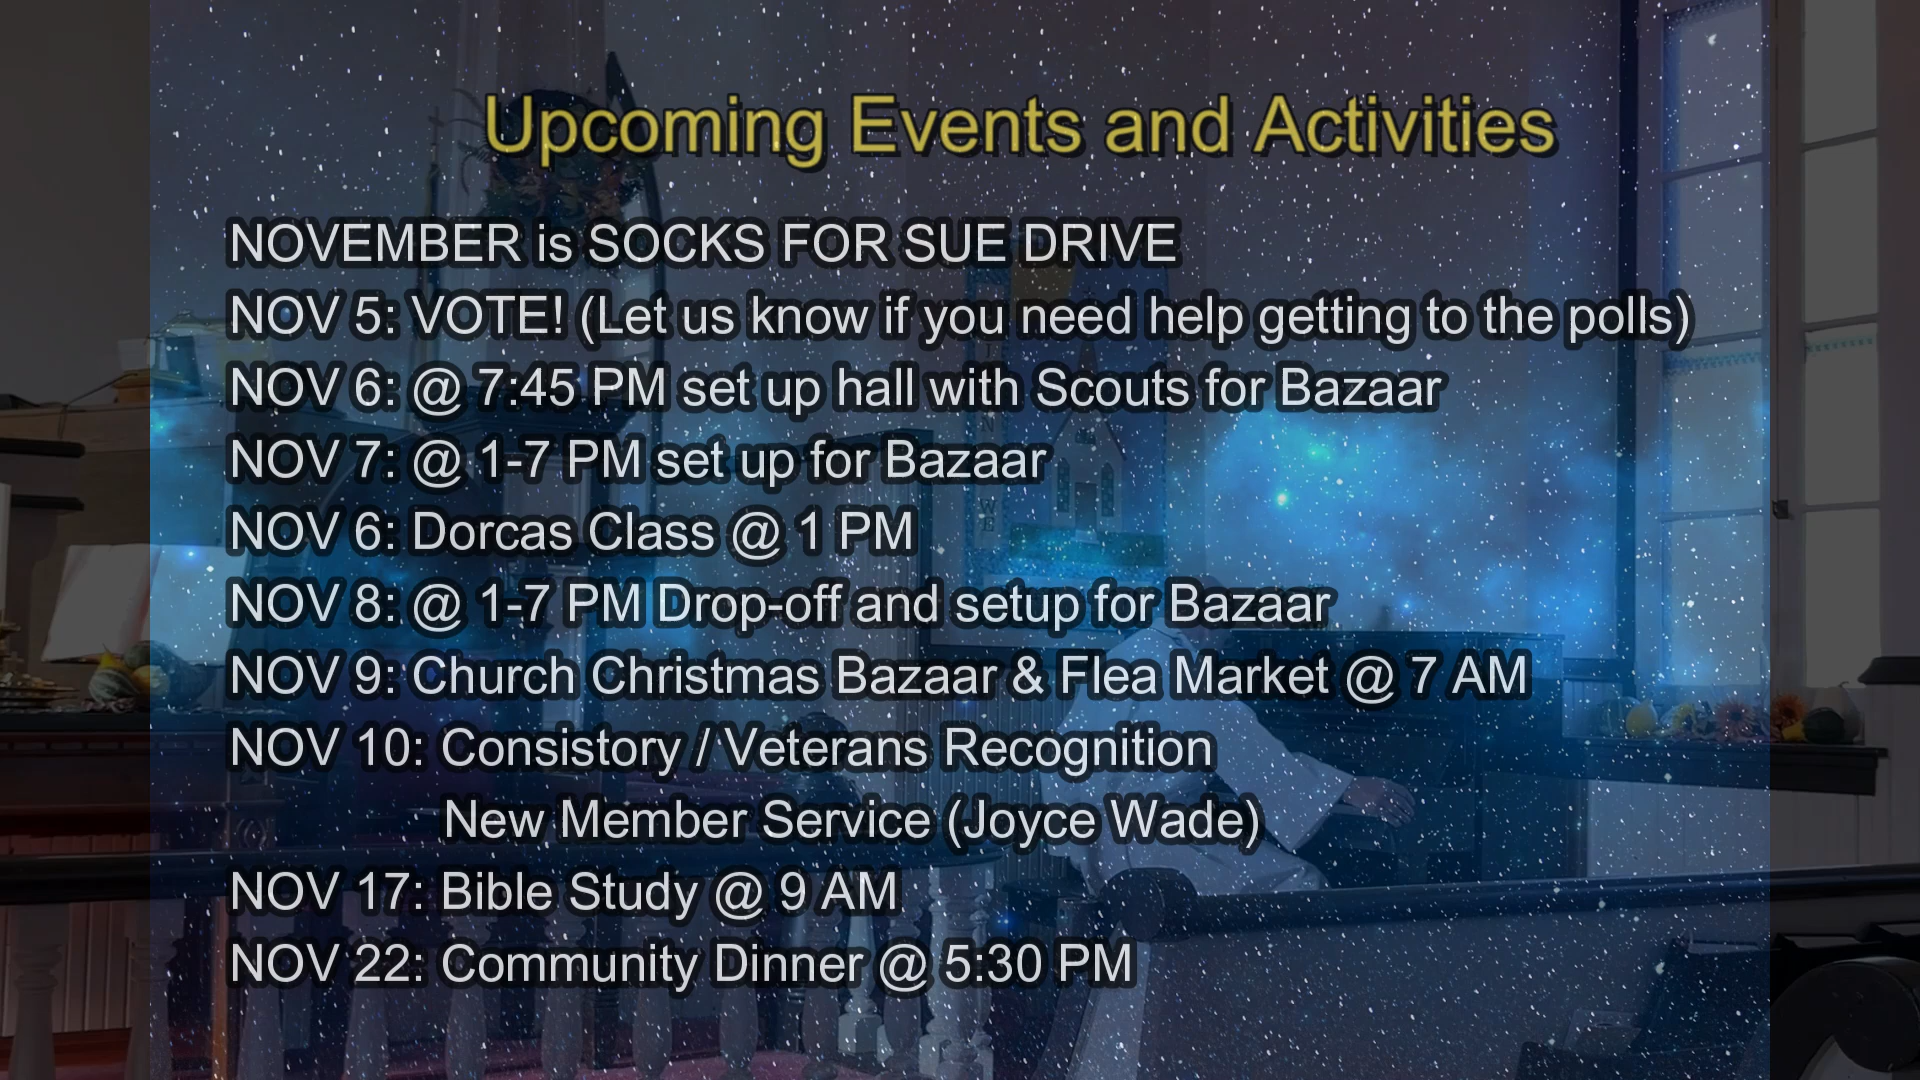 Upcoming Events and Activities
NOVEMBER is SOCKS FOR SUE DRIVE
NOV 5: VOTE! (Let us know if you need help getting to the polls)
NOV 6: @ 7:45 PM set up hall with Scouts for Bazaar
NOV 7: @ 1-7 PM set up for Bazaar
NOV 6: Dorcas Class @ 1 PM
NOV 8: @ 1-7 PM Drop-off and setup for Bazaar
NOV 9: Church Christmas Bazaar & Flea Market @ 7 AM
NOV 10: Consistory / Veterans Recognition
New Member Service (Joyce Wade)
NOV 17: Bible Study @ 9 AM
NOV 22: Community Dinner @ 5:30 PM